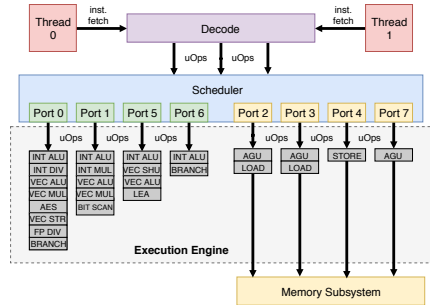 Thread 0
inst. fetch
Decode
inst. fetch
Thread 1
uOps
uOps
Scheduler
Port 0
Port 1
Port 5
Port 6
Port 2
Port 3
Port 4
Port 7
uOps
uOps
uOps
uOps
uOps
uOps
INT ALU
INT DIV
VEC ALU
VEC MUL
AES
VEC STR
FP DIV
BRANCH
INT ALU
INT MUL
VEC ALU
VEC MUL
BIT SCAN
INT ALU
VEC SHU
VEC ALU
LEA
INT ALU
BRANCH
AGU
LOAD
AGU
LOAD
STORE
AGU
Execution Engine
Memory Subsystem